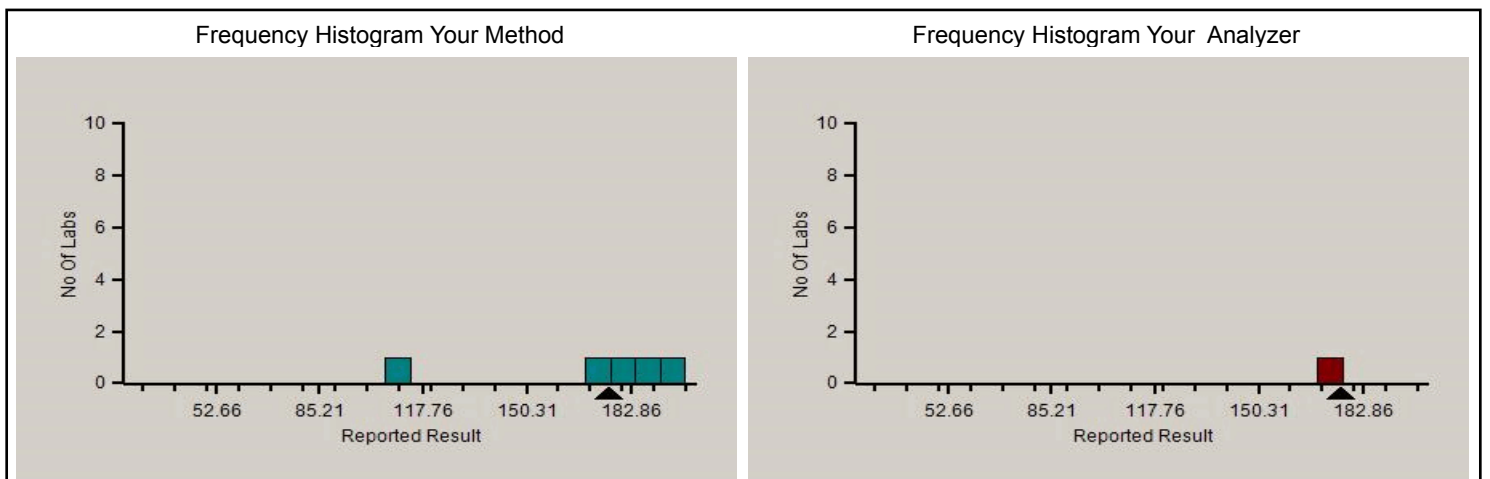 Frequency Histogram Your Method
10
8
6
4
2
0
No Of Labs
52.66 85.21 117.76 150.31 182.86
Reported Result
Frequency Histogram Your Analyzer
10
8
6
4
2
0
No Of Labs
52.66 85.21 117.76 150.31 182.86
Reported Result